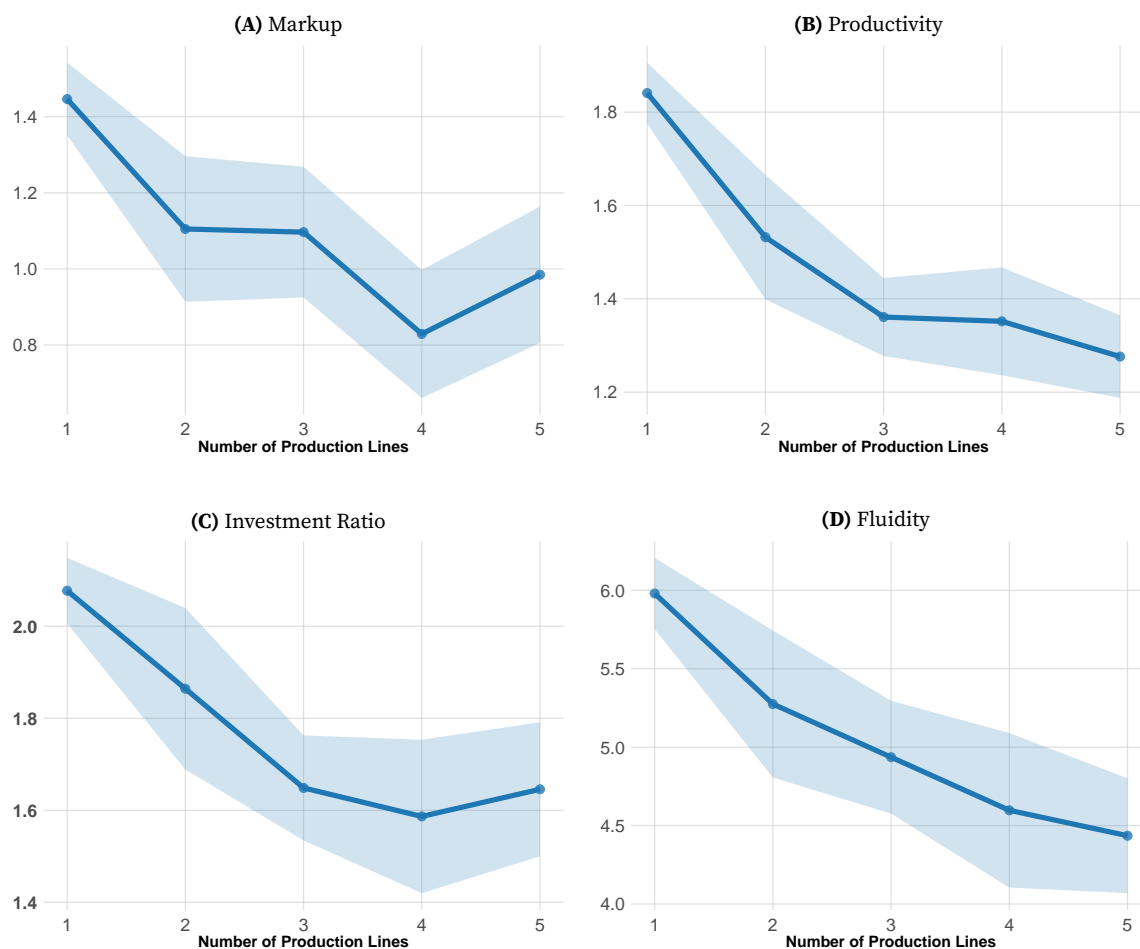 (A) Markup
1.4
1.2
1.0
0.8
1 2 3 4 5
Number of Production Lines
(B) Productivity
1.8
1.6
1.4
1.2
1 2 3 4 5
Number of Production Lines
(C) Investment Ratio
2.0
1.8
1.6
1.4
1 2 3 4 5
Number of Production Lines
(D) Fluidity
6.0
5.5
5.0
4.5
4.0
1 2 3 4 5
Number of Production Lines